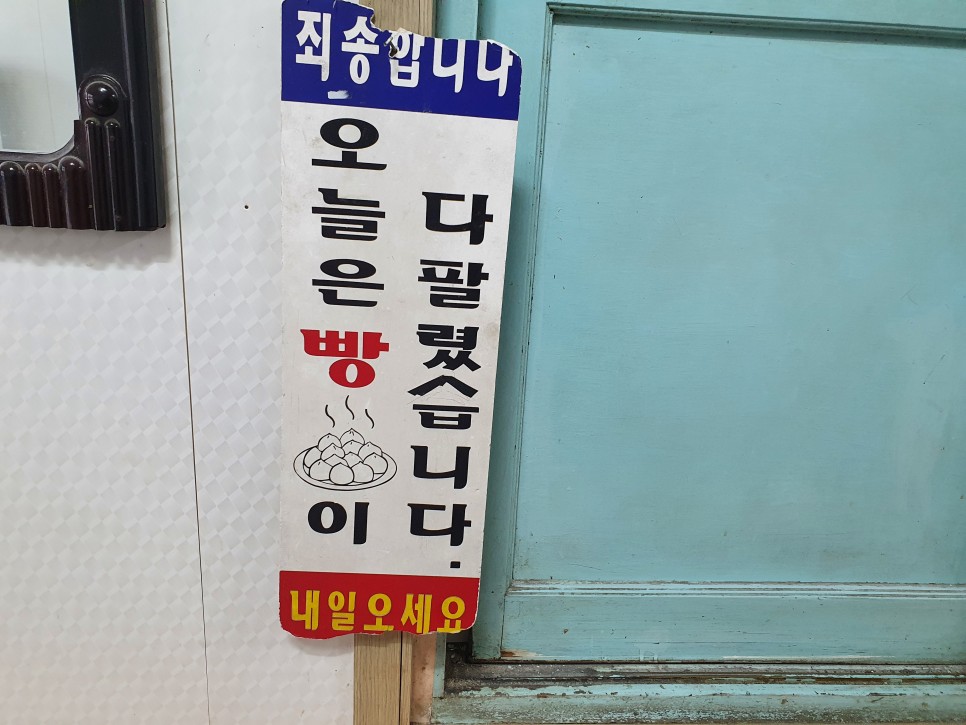 죄송합니다
오늘은 빵이
다 팔렸습니다.
내일오세요